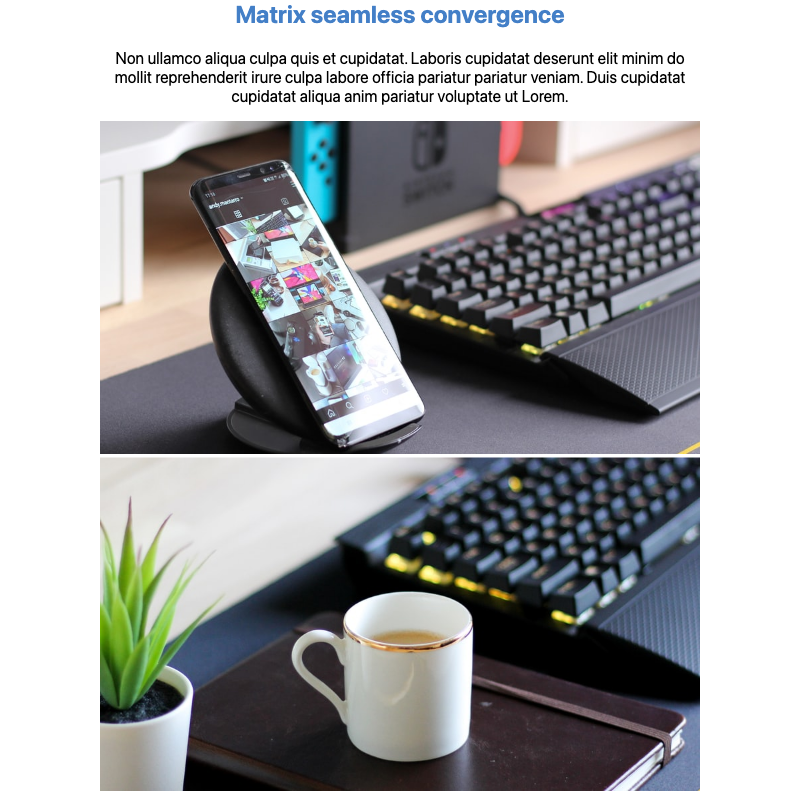 Matrix seamless convergence
Non ullamco aliqua culpa quis et cupidatat. Laboris cupidatat deserunt elit minim do
mollit reprehenderit irure culpa labore officia pariatur pariatur veniam. Duis cupidatat
cupidatat aliqua anim pariatur voluptate ut Lorem.
SWITCH